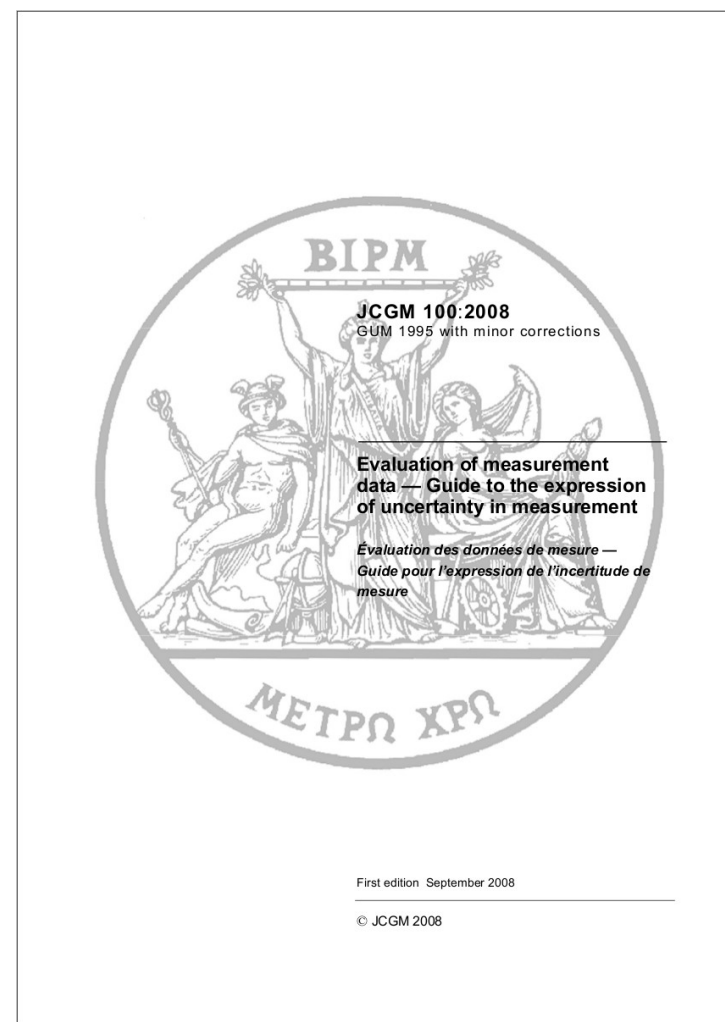 BIPM
JCGM 100:2008
GUM 1995 with minor corrections
Evaluation of measurement
data — Guide to the expression
of uncertainty in measurement
Évaluation des données de mesure —
Guide pour l'expression de l'incertitude de
mesure
ΜΕΤΡΩ ΧΡΩ
First edition  September 2008
© JCGM 2008